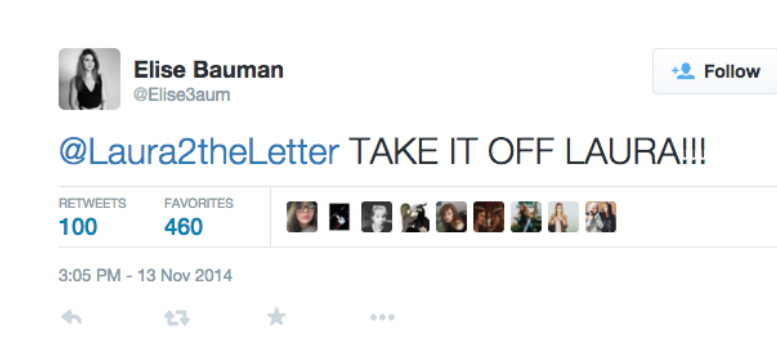 Elise Bauman
@Elise3aum
Follow
@Laura2theLetter TAKE IT OFF LAURA!!!
RETWEETS FAVORITES
100 460
3:05 PM - 13 Nov 2014